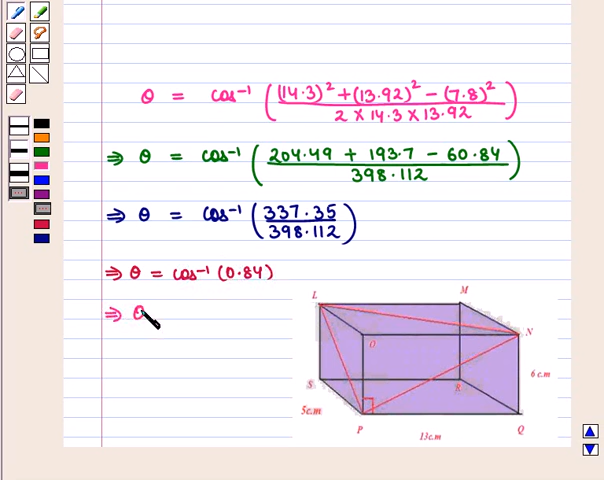 θ = cos⁻¹ ( (14.3)² + (13.92)² − (7.8)² / 2 × 14.3 × 13.92 )
⇒ θ = cos⁻¹ ( 204.49 + 193.7 − 60.84 / 398.112 )
⇒ θ = cos⁻¹ ( 337.35 / 398.112 )
⇒ θ = cos⁻¹ (0.84)
⇒ θ
L
M
O
N
6 c.m
S
R
5c.m
P
Q
13c.m